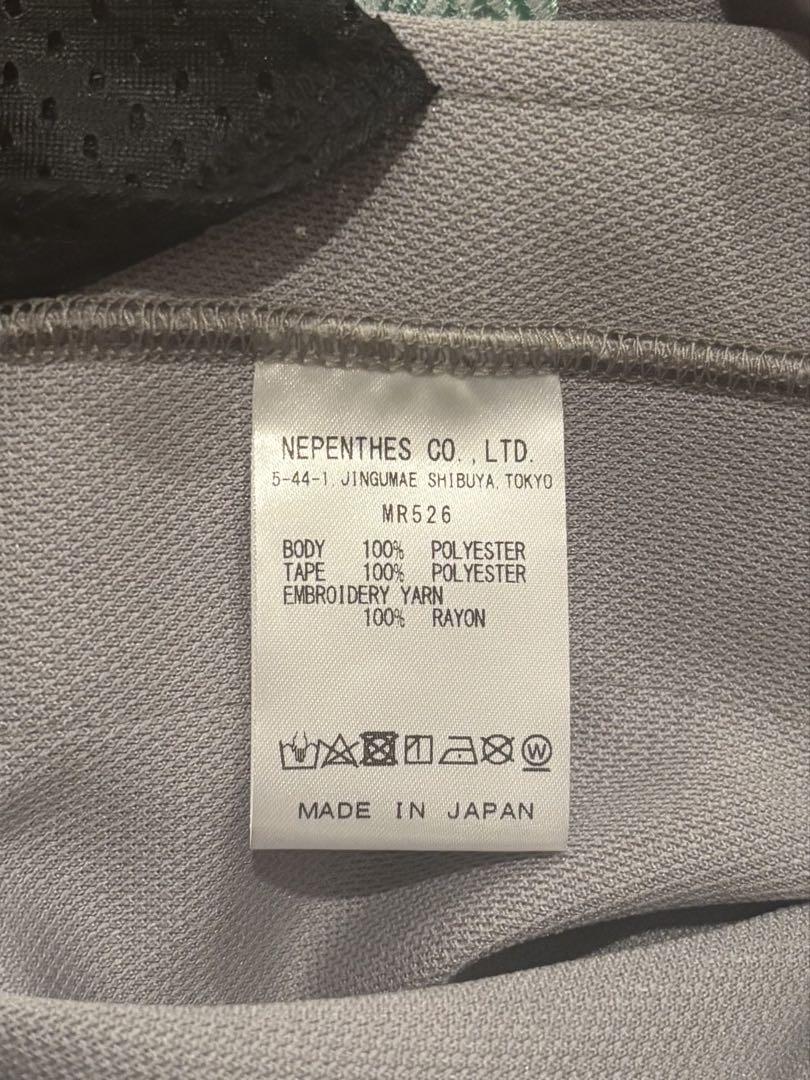 NEPENTHES CO.,LTD.
5-44-1, JINGUMAE SHIBUYA, TOKYO
MR526
BODY 100% POLYESTER
TAPE 100% POLYESTER
EMBROIDERY YARN
100% RAYON
W
MADE IN JAPAN